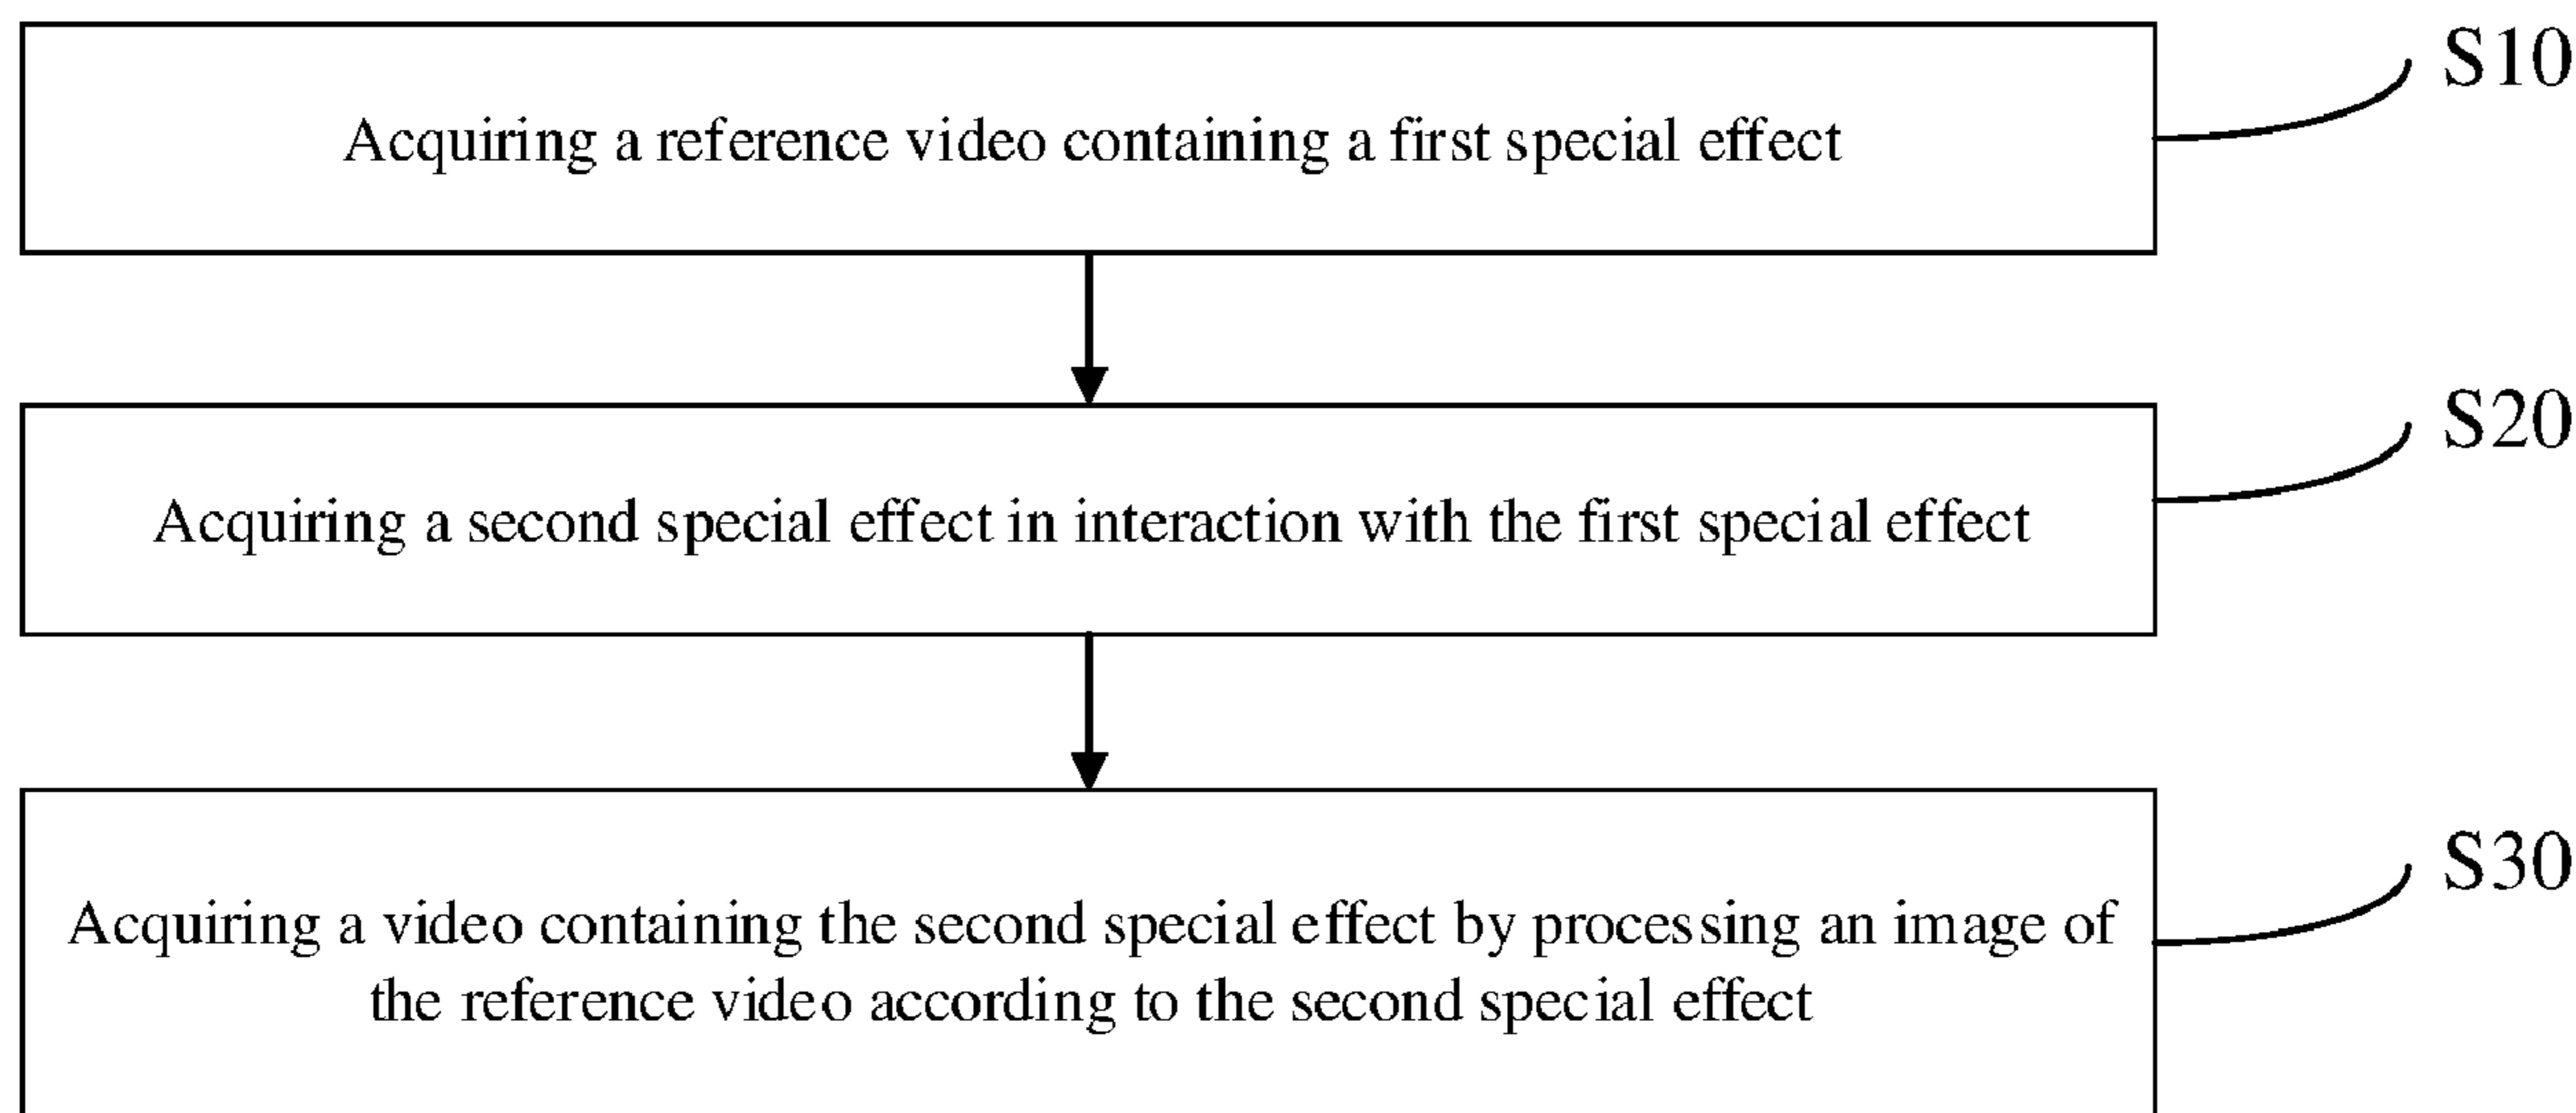 S10
Acquiring a reference video containing a first special effect
S20
Acquiring a second special effect in interaction with the first special effect
S30
Acquiring a video containing the second special effect by processing an image of
the reference video according to the second special effect